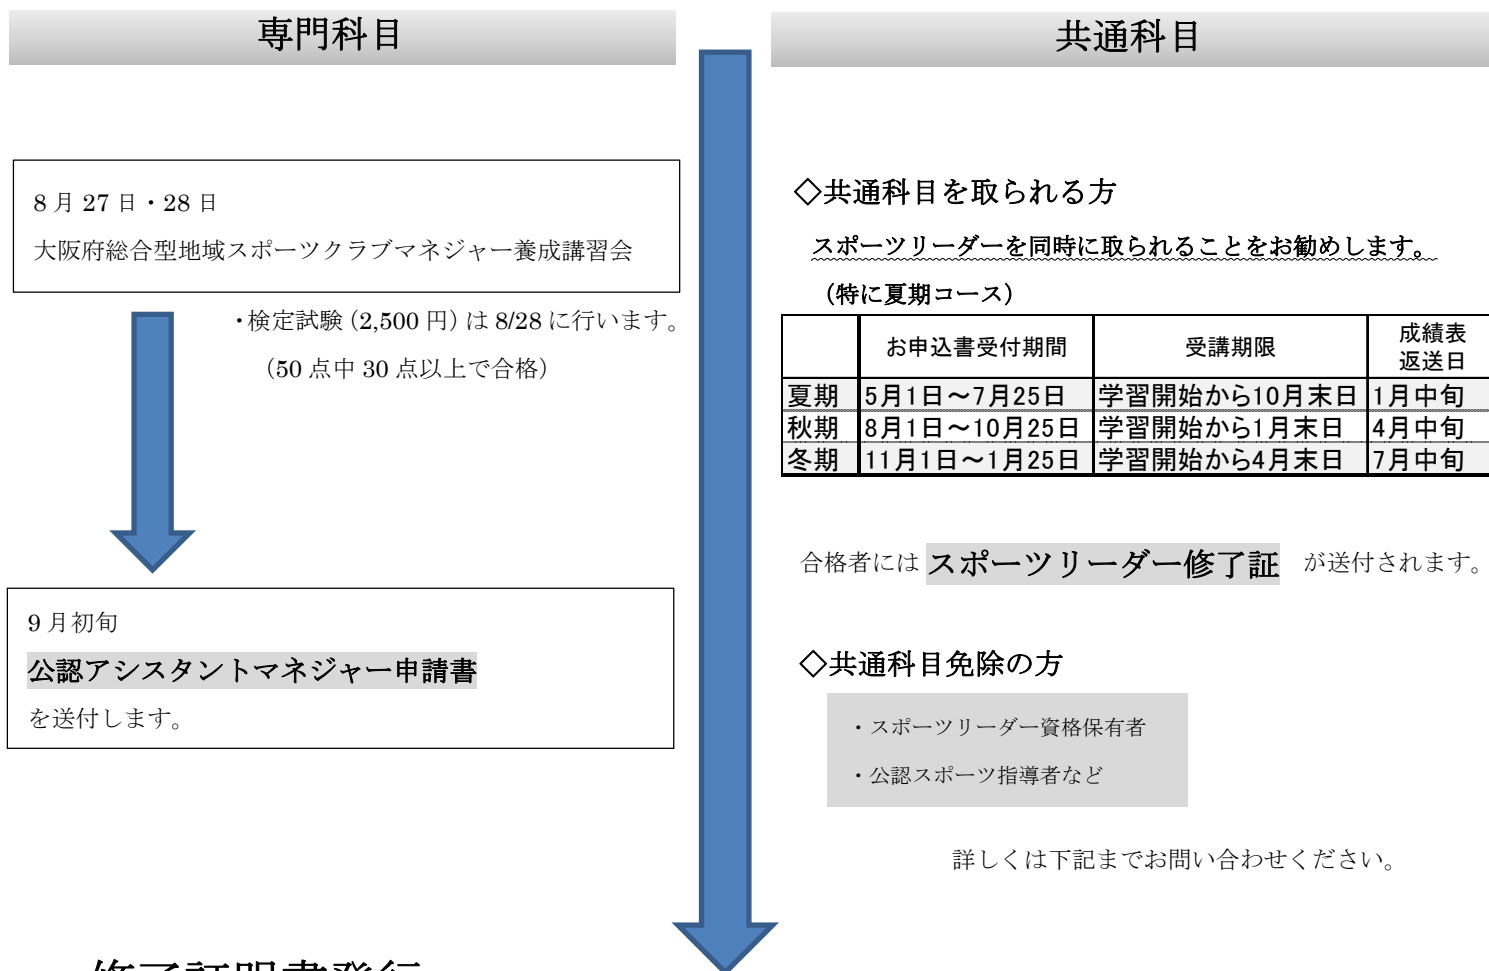 専門科目
8月27日・28日
大阪府総合型地域スポーツクラブマネジャー養成講習会
・検定試験(2,500円)は8/28に行います。
(50点中30点以上で合格)
9月初旬
公認アシスタントマネジャー申請書
を送付します。
共通科目
◇共通科目を取られる方
スポーツリーダーを同時に取られることをお勧めします。
(特に夏期コース)
お申込書受付期間 受講期限 成績表返送日
夏期 5月1日～7月25日 学習開始から10月末日 1月中旬
秋期 8月1日～10月25日 学習開始から1月末日 4月中旬
冬期 11月1日～1月25日 学習開始から4月末日 7月中旬
合格者には スポーツリーダー修了証 が送付されます。
◇共通科目免除の方
・スポーツリーダー資格保有者
・公認スポーツ指導者など
詳しくは下記までお問い合わせください。
修了証明書発行